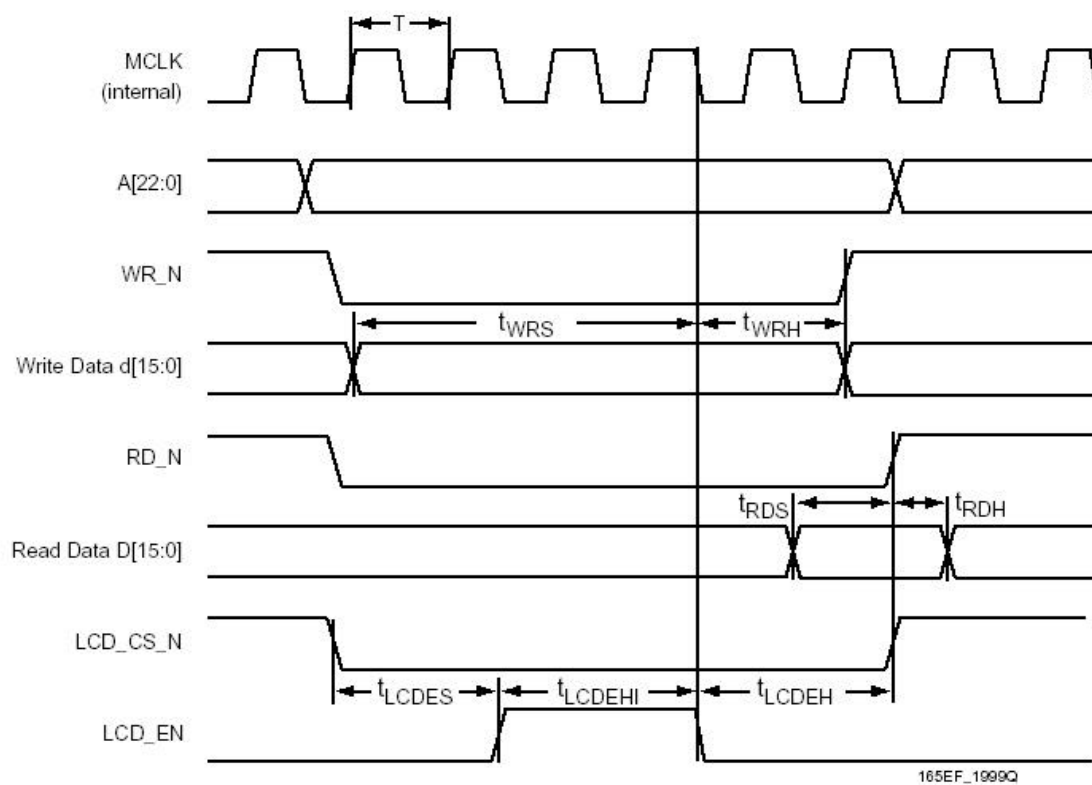 T
MCLK
(internal)
A[22:0]
WR_N
tWRS
tWRH
Write Data d[15:0]
RD_N
tRDS
tRDH
Read Data D[15:0]
LCD_CS_N
tLCDES
tLCDEHI
tLCDEH
LCD_EN
165EF_1999Q